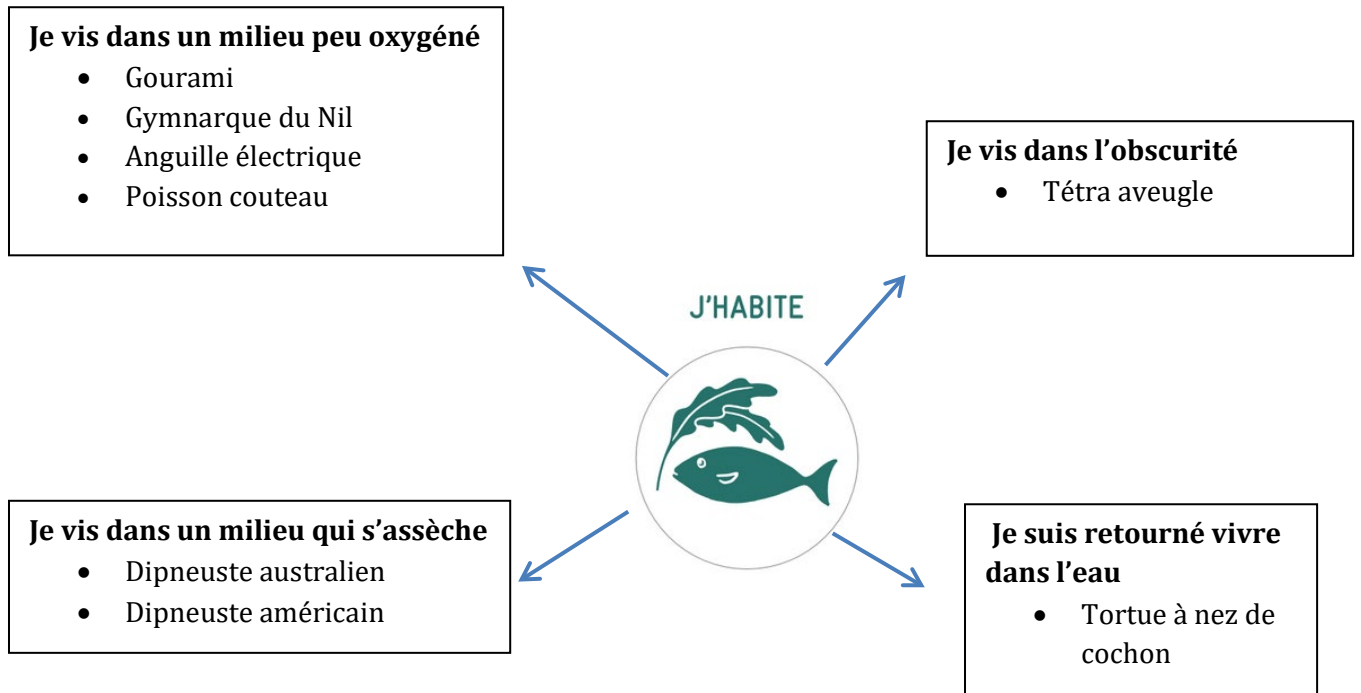 Je vis dans un milieu peu oxygéné
• Gourami
• Gymnarque du Nil
• Anguille électrique
• Poisson couteau
Je vis dans l’obscurité
• Tétra aveugle
J'HABITE
Je vis dans un milieu qui s’assèche
• Dipneuste australien
• Dipneuste américain
Je suis retourné vivre
dans l’eau
• Tortue à nez de
cochon